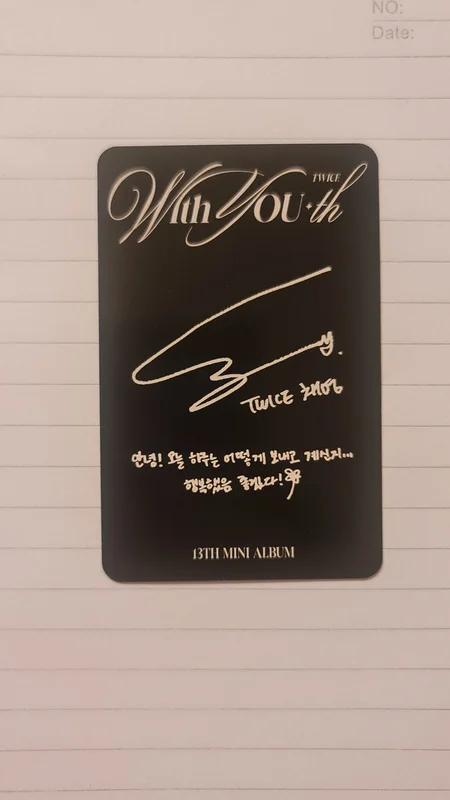 NO:
Date:
TWICE
With YOU-th
TWICE 채영
안녕! 오늘 하루는 어떻게 보내고 계신지...
행복했음 좋겠다!
13TH MINI ALBUM